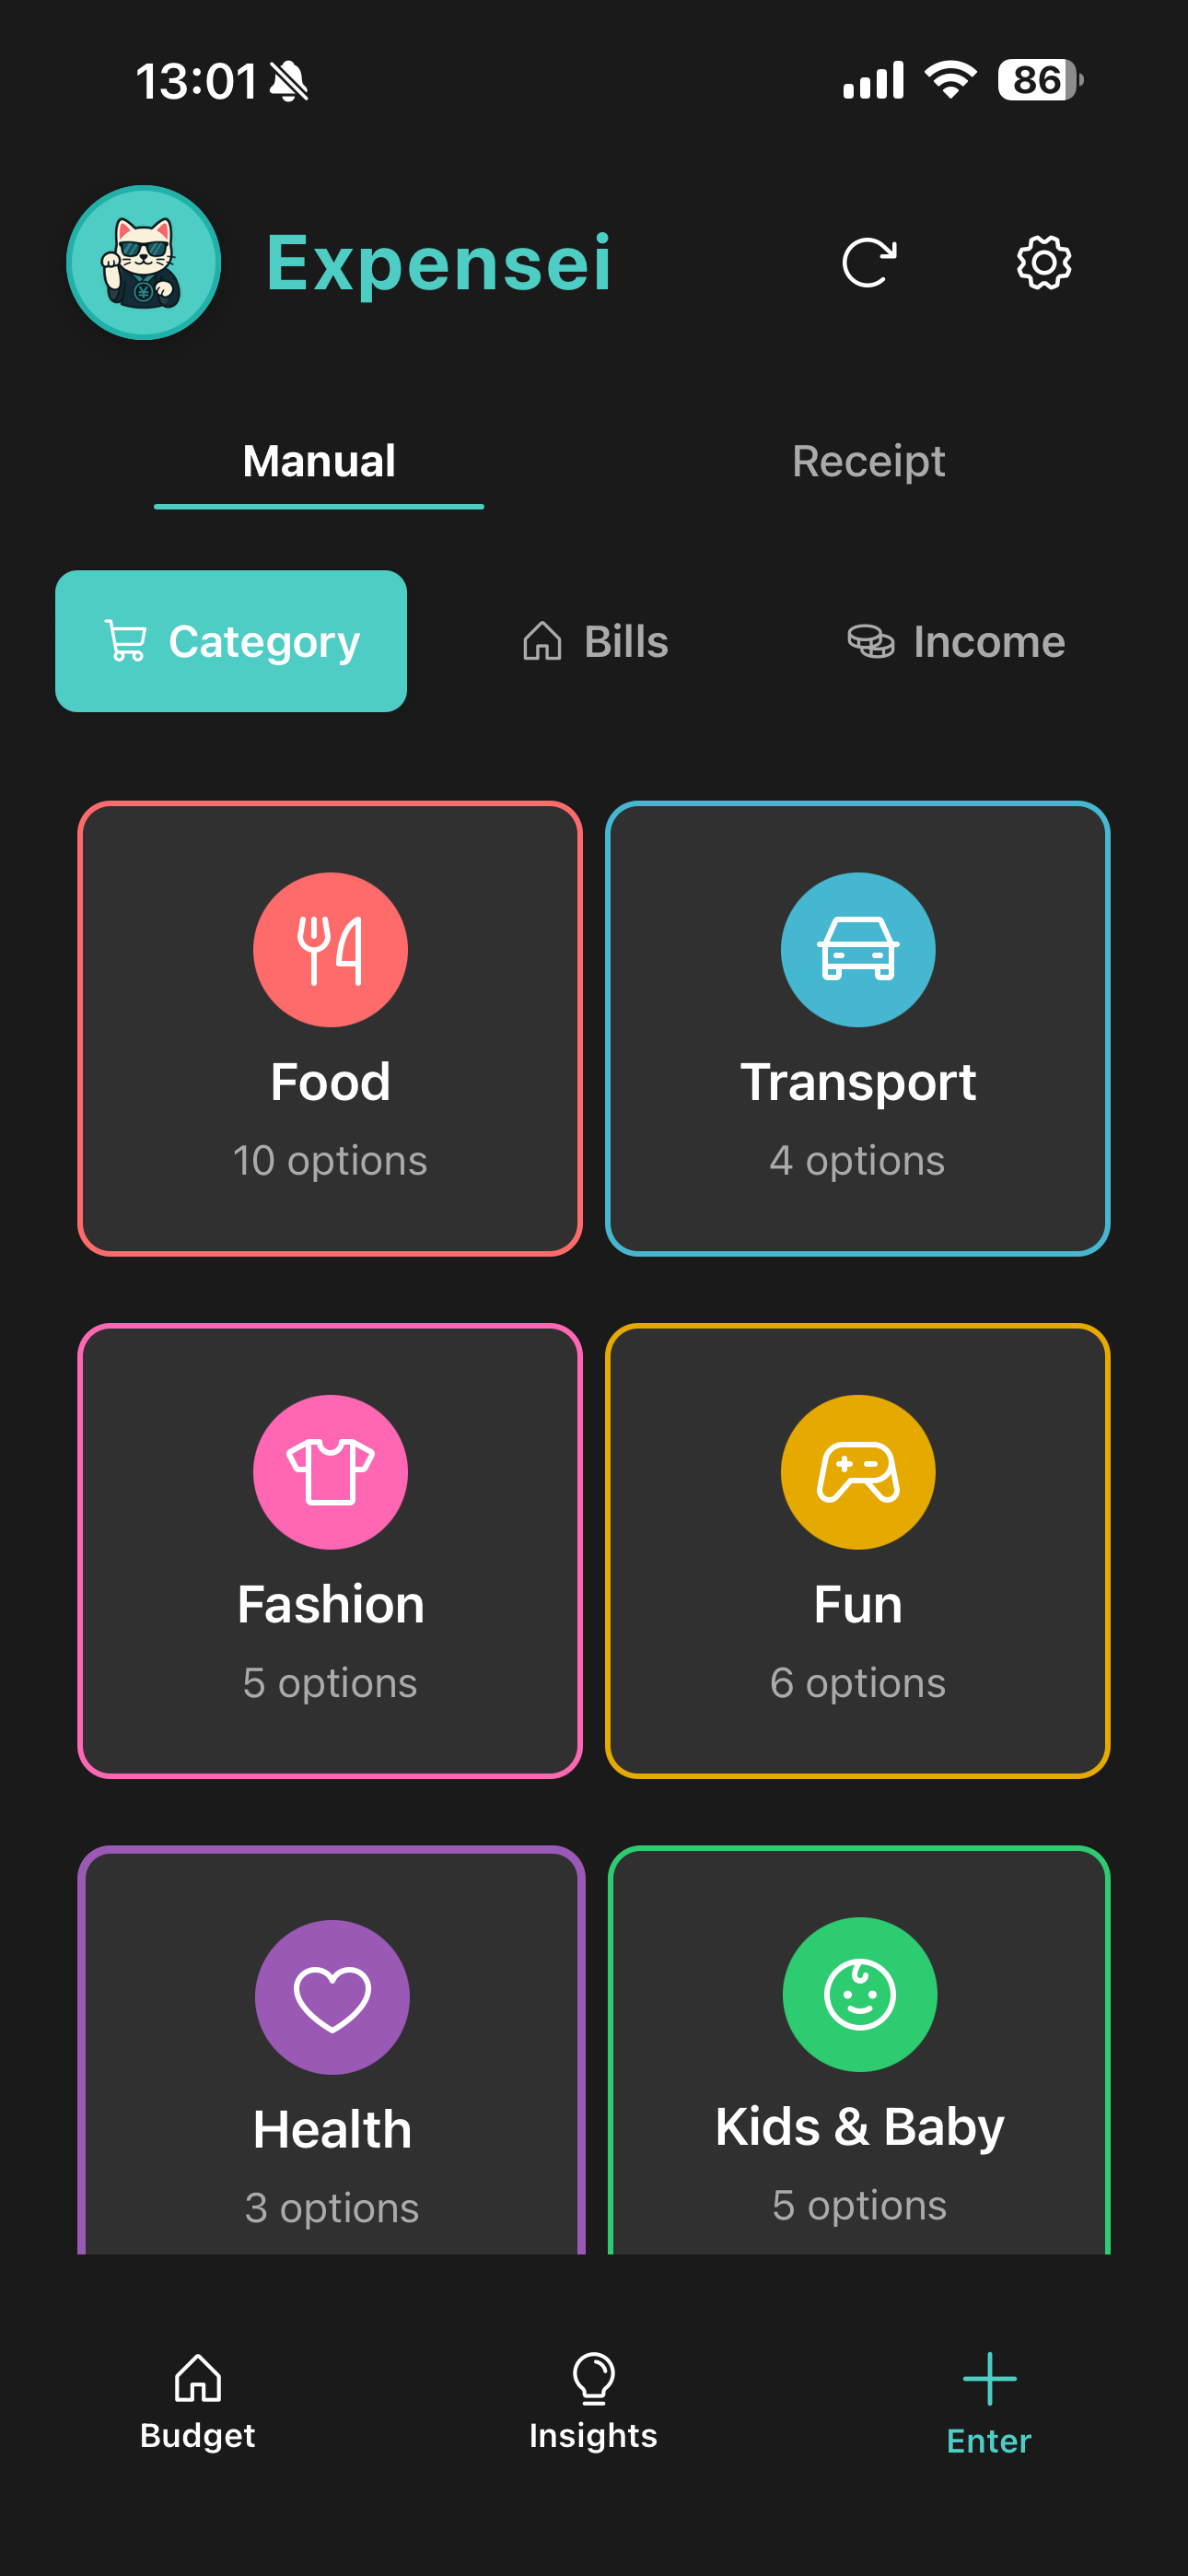 13:01
86
Expensei
Manual
Receipt
Category
Bills
Income
Food
Transport
10 options
4 options
Fashion
Fun
5 options
6 options
Health
Kids & Baby
3 options
5 options
Budget
Insights
Enter